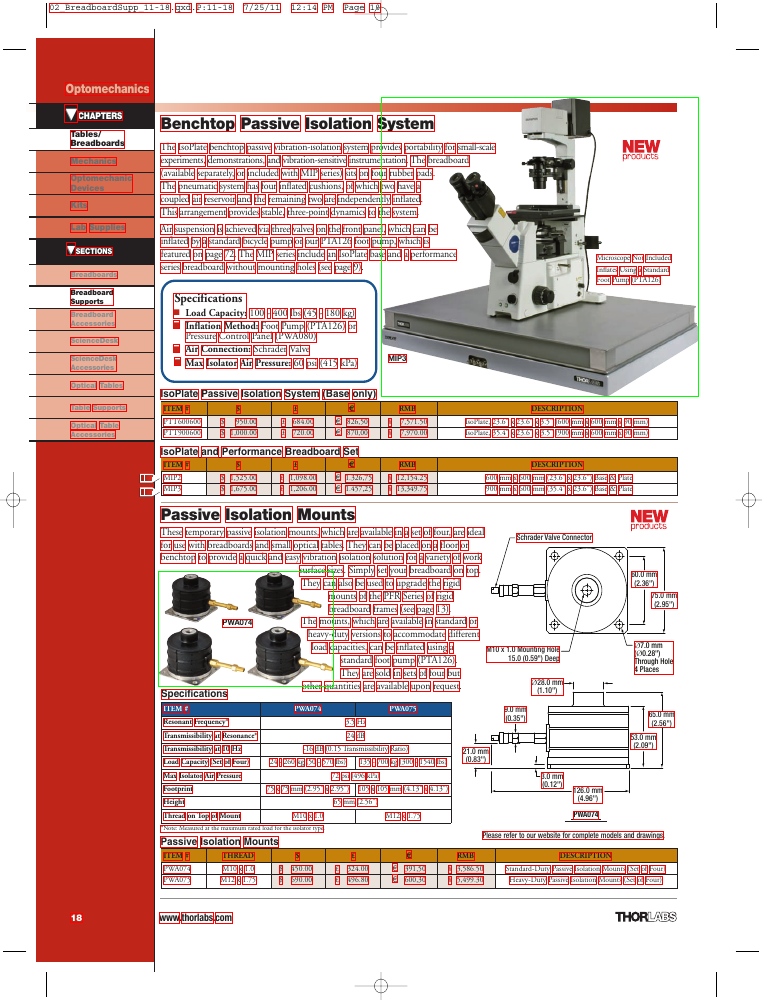 02 BreadboardSupp 11-18.qxd.P:11-18 7/25/11 12:14 PM Page 18
Optomechanics
CHAPTERS
Tables/
Breadboards
Mechanics
Optomechanic
Devices
Kits
Lab Supplies
SECTIONS
Breadboards
Breadboard
Supports
Breadboard
Accessories
ScienceDesk
ScienceDesk
Accessories
Optical Tables
Table Supports
Optical Table
Accessories
18
Benchtop Passive Isolation System
NEW
products
The IsoPlate benchtop passive vibration-isolation system provides portability for small-scale
experiments, demonstrations, and vibration-sensitive instrumentation. The breadboard
(available separately, or included with MIP series) sits on four rubber pads.
The pneumatic system has four inflated cushions, of which two have a
coupled air reservoir and the remaining two are independently inflated.
This arrangement provides stable, three-point dynamics to the system.
Air suspension is achieved via three valves on the front panel, which can be
inflated by a standard bicycle pump or our PTA126 foot pump, which is
featured on page 72. The MIP series include an IsoPlate base and a performance
series breadboard without mounting holes (see page 9).
Microscope Not Included
Inflates Using a Standard
Foot Pump (PTA126)
MIP3
Specifications
Load Capacity: 100 - 400 lbs (45 - 180 kg)
Inflation Method: Foot Pump (PTA126) or
Pressure Control Panel (PWA080)
Air Connection: Schrader Valve
Max Isolator Air Pressure: 60 psi (415 kPa)
IsoPlate Passive Isolation System (Base only)
ITEM # $ £ € RMB DESCRIPTION
PTT600600 $ 950.00 £ 684.00 € 826,50 ¥ 7,571.50 IsoPlate, 23.6" x 23.6" x 3.5" (600 mm x 600 mm x 90 mm)
PTT900600 $ 1,000.00 £ 720.00 € 870,00 ¥ 7,970.00 IsoPlate, 35.4" x 23.6" x 3.5" (900 mm x 600 mm x 90 mm)
IsoPlate and Performance Breadboard Set
ITEM # $ £ € RMB DESCRIPTION
MIP2 $ 1,525.00 £ 1,098.00 € 1.326,75 ¥ 12,154.25 600 mm x 600 mm (23.6" x 23.6") Base & Plate
MIP3 $ 1,675.00 £ 1,206.00 € 1.457,25 ¥ 13,349.75 900 mm x 600 mm (35.4" x 23.6") Base & Plate
Passive Isolation Mounts
NEW
products
These temporary passive isolation mounts, which are available in a set of four, are ideal
for use with breadboards and small optical tables. They can be placed on a floor or
benchtop to provide a quick and easy vibration isolation solution for a variety of work
surface sizes. Simply set your breadboard on top.
They can also be used to upgrade the rigid
mounts of the PFR Series of rigid
breadboard frames (see page 13).
The mounts, which are available in standard or
heavy-duty versions to accommodate different
load capacities, can be inflated using a
standard foot pump (PTA126).
They are sold in sets of four but
other quantities are available upon request.
PWA074
Schrader Valve Connector
60.0 mm
(2.36")
75.0 mm
(2.95")
M10 x 1.0 Mounting Hole
15.0 (0.59") Deep
Ø7.0 mm
(Ø0.28")
Through Hole
4 Places
Ø28.0 mm
(1.10")
9.0 mm
(0.35")
65.0 mm
(2.56")
53.0 mm
(2.09")
21.0 mm
(0.83")
3.0 mm
(0.12")
126.0 mm
(4.96")
PWA074
Please refer to our website for complete models and drawings.
Specifications
ITEM # PWA074 PWA075
Resonant Frequency* 3.3 Hz
Transmissibility at Resonance* 24 dB
Transmissibility at 10 Hz -16 dB (0.15 Transmissibility Ratio)
Load Capacity (Set of Four) 24 - 260 kg (50 - 570 lbs) 135 - 700 kg (300 - 1540 lbs)
Max Isolator Air Pressure 72 psi (496 kPa)
Footprint 75 x 75 mm (2.95" x 2.95") 105 x 105 mm (4.13" x 4.13")
Height 65 mm (2.56")
Thread on Top of Mount M10 x 1.0 M12 x 1.75
*Note: Measured at the maximum rated load for the isolator type
Passive Isolation Mounts
ITEM # THREAD $ £ € RMB DESCRIPTION
PWA074 M10 x 1.0 $ 450.00 £ 324.00 € 391,50 ¥ 3,586.50 Standard-Duty Passive Isolation Mounts (Set of Four)
PWA075 M12 x 1.75 $ 690.00 £ 496.80 € 600,30 ¥ 5,499.30 Heavy-Duty Passive Isolation Mounts (Set of Four)
www.thorlabs.com
THORLABS